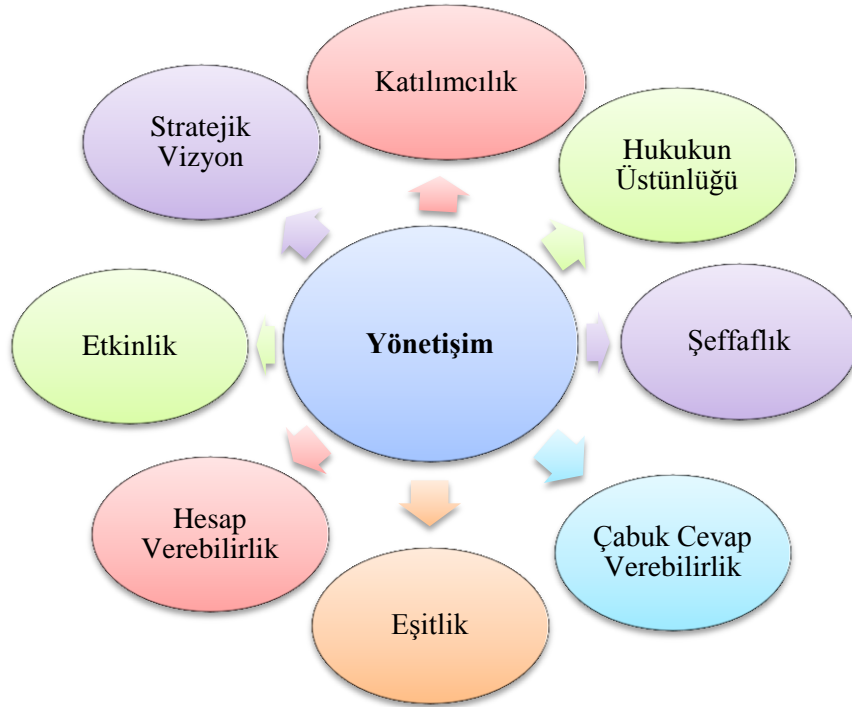 Katılımcılık
Stratejik
Vizyon
Hukukun
Üstünlüğü
Yönetişim
Etkinlik
Şeffaflık
Hesap
Verebilirlik
Çabuk Cevap
Verebilirlik
Eşitlik